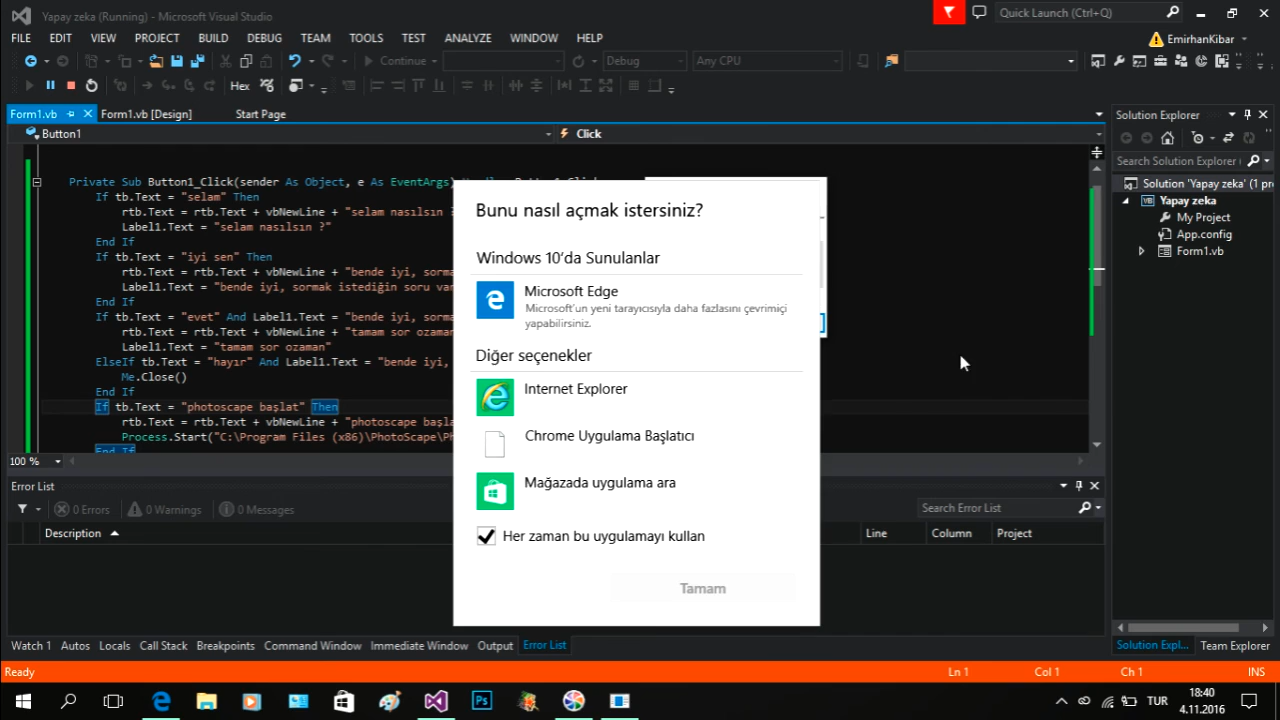 Yapay zeka (Running) - Microsoft Visual Studio
Quick Launch (Ctrl+Q)
FILE EDIT VIEW PROJECT BUILD DEBUG TEAM TOOLS TEST ANALYZE WINDOW HELP
EmirhanKibar
Continue Debug Any CPU
Hex
Form1.vb Form1.vb [Design] Start Page
Button1 Click
Private Sub Button1_Click(sender As Object, e As EventArgs)
If tb.Text = "selam" Then
rtb.Text = rtb.Text + vbNewLine + "selam nasılsın ?
Label1.Text = "selam nasılsın ?"
End If
If tb.Text = "iyi sen" Then
rtb.Text = rtb.Text + vbNewLine + "bende iyi, sorma
Label1.Text = "bende iyi, sormak istediğin soru var
End If
If tb.Text = "evet" And Label1.Text = "bende iyi, sorm
rtb.Text = rtb.Text + vbNewLine + "tamam sor ozaman
Label1.Text = "tamam sor ozaman"
ElseIf tb.Text = "hayır" And Label1.Text = "bende iyi,
Me.Close()
End If
If tb.Text = "photoscape başlat" Then
rtb.Text = rtb.Text + vbNewLine + "photoscape başla
Process.Start("C:\Program Files (x86)\PhotoScape\P
End If
100 %
Bunu nasıl açmak istersiniz?
Windows 10'da Sunulanlar
Microsoft Edge
Microsoft'un yeni tarayıcısıyla daha fazlasını çevrimiçi
yapabilirsiniz.
Diğer seçenekler
Internet Explorer
Chrome Uygulama Başlatıcı
Mağazada uygulama ara
Her zaman bu uygulamayı kullan
Tamam
Solution Explorer
Search Solution Explorer (
Solution 'Yapay zeka' (1 proje
Yapay zeka
My Project
App.config
Form1.vb
Error List
0 Errors 0 Warnings 0 Messages
Search Error List
Description Line Column Project
Watch 1 Autos Locals Call Stack Breakpoints Command Window Immediate Window Output Error List
Solution Expl... Team Explorer
Ready Ln 1 Col 1 Ch 1 INS
Ps
TUR
18:40
4.11.2016